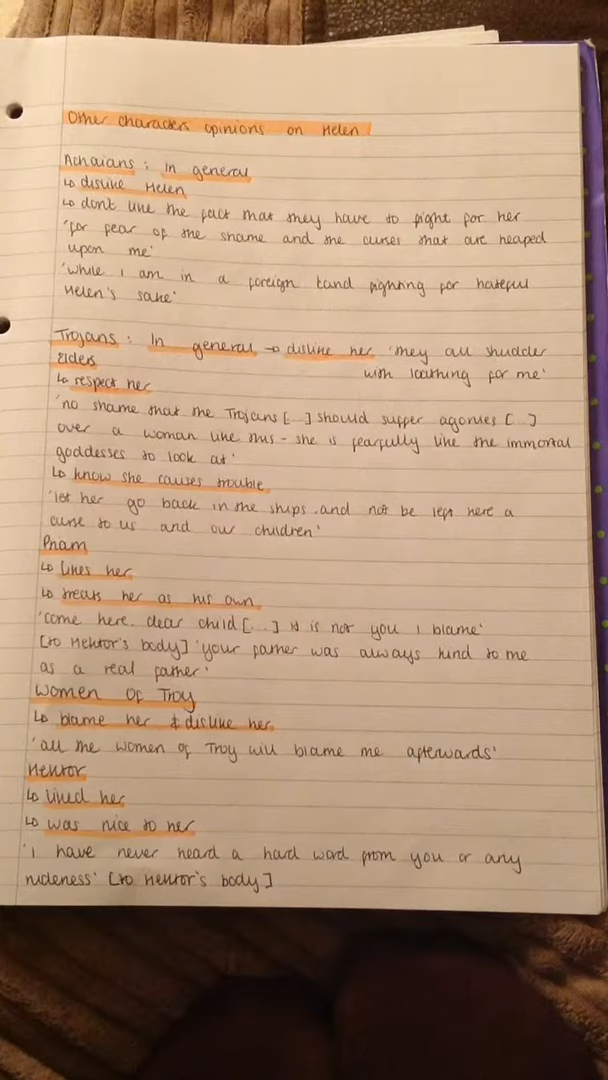 Other characters opinions on Helen
Achaians : in general
↳ dislike Helen
↳ dont like the fact that they have to fight for her
'for fear of the shame and the curses that are heaped
upon me'
'while I am in a foreign land fighting for hateful
Helen's sake'
Trojans : In general → dislike her 'they all shudder
with loathing for me'
Elders
↳ respect her
'no shame that the Trojans [...] should suffer agonies [...]
over a woman like this - she is fearfully like the immortal
goddesses to look at'
↳ know she causes trouble
'let her go back in the ships and not be left here a
curse to us and our children'
Priam
↳ likes her
↳ treats her as his own
'come here, dear child [...] it is not you I blame'
[to Hektor's body] 'your father was always kind to me
as a real father'
Women of Troy
↳ blame her & dislike her
'all the women of Troy will blame me afterwards'
Hektor
↳ liked her
↳ was nice to her
'I have never heard a hard word from you or any
rudeness' [to Hektor's body]